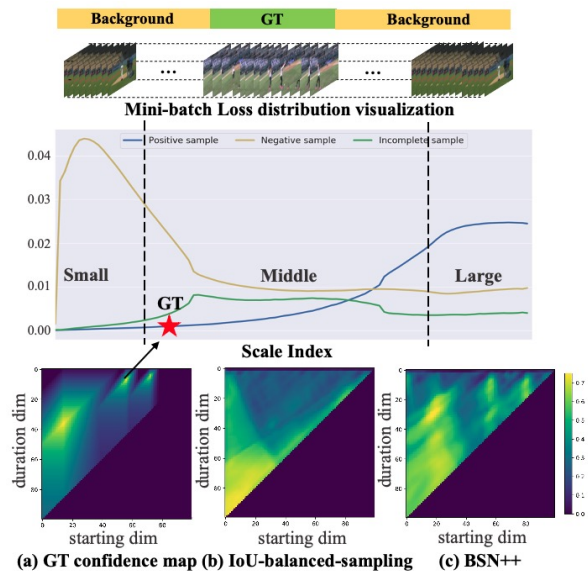 Background GT Background
... ...
Mini-batch Loss distribution visualization
Positive sample Negative sample Incomplete sample
0.04
0.03
0.02
0.01
0.00
Small Middle Large
GT
Scale Index
duration dim duration dim duration dim
0 20 40 60 80
0 20 40 60 80
0 20 40 60 80
0 20 40 60 80
0 20 40 60 80
0 20 40 60 80
0.7
0.6
0.5
0.4
0.3
0.2
0.1
0.0
starting dim starting dim starting dim
(a) GT confidence map (b) IoU-balanced-sampling (c) BSN++